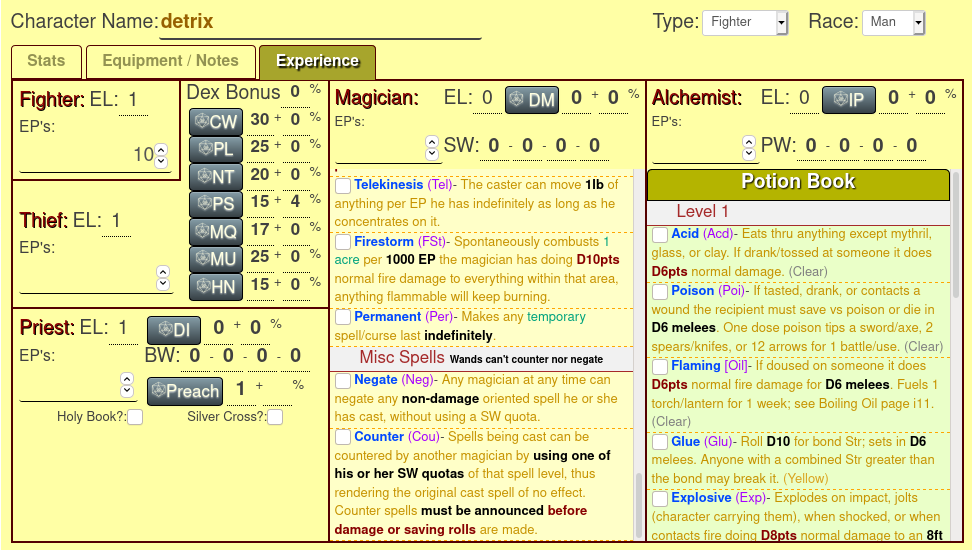 Character Name: detrix Type: Fighter Race: Man
Stats Equipment / Notes Experience
Fighter: EL: 1
EP's:
10
Thief: EL: 1
EP's:
Dex Bonus 0 %
CW 30 + 0 %
PL 25 + 0 %
NT 20 + 0 %
PS 15 + 4 %
MQ 17 + 0 %
MU 25 + 0 %
HN 15 + 0 %
Priest: EL: 1 DI 0 + 0 %
EP's: BW: 0 - 0 - 0 - 0
Preach 1 + %
Holy Book?: Silver Cross?:
Magician: EL: 0 DM 0 + 0 %
EP's:
SW: 0 - 0 - 0 - 0
Telekinesis (Tel)- The caster can move 1lb of
anything per EP he has indefinitely as long as he
concentrates on it.
Firestorm (FSt)- Spontaneously combusts 1
acre per 1000 EP the magician has doing D10pts
normal fire damage to everything within that area,
anything flammable will keep burning.
Permanent (Per)- Makes any temporary
spell/curse last indefinitely.
Misc Spells Wands can't counter nor negate
Negate (Neg)- Any magician at any time can
negate any non-damage oriented spell he or she
has cast, without using a SW quota.
Counter (Cou)- Spells being cast can be
countered by another magician by using one of
his or her SW quotas of that spell level, thus
rendering the original cast spell of no effect.
Counter spells must be announced before
damage or saving rolls are made.
Alchemist: EL: 0 IP 0 + 0 %
EP's:
PW: 0 - 0 - 0 - 0
Potion Book
Level 1
Acid (Acd)- Eats thru anything except mythril,
glass, or clay. If drank/tossed at someone it does
D6pts normal damage. (Clear)
Poison (Poi)- If tasted, drank, or contacts a
wound the recipient must save vs poison or die in
D6 melees. One dose poison tips a sword/axe, 2
spears/knifes, or 12 arrows for 1 battle/use. (Clear)
Flaming [Oil]- If doused on someone it does
D6pts normal fire damage for D6 melees. Fuels 1
torch/lantern for 1 week; see Boiling Oil page i11.
(Clear)
Glue (Glu)- Roll D10 for bond Str; sets in D6
melees. Anyone with a combined Str greater than
the bond may break it. (Yellow)
Explosive (Exp)- Explodes on impact, jolts
(character carrying them), when shocked, or when
contacts fire doing D8pts normal damage to an 8ft